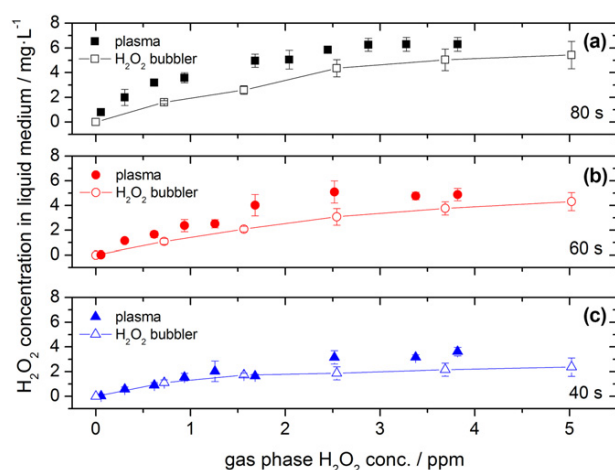 H₂O₂ concentration in liquid medium / mg·L⁻¹
8
6
4
2
0
plasma
H₂O₂ bubbler
(a)
80 s
8
6
4
2
0
plasma
H₂O₂ bubbler
(b)
60 s
8
6
4
2
0
plasma
H₂O₂ bubbler
(c)
40 s
0 1 2 3 4 5
gas phase H₂O₂ conc. / ppm